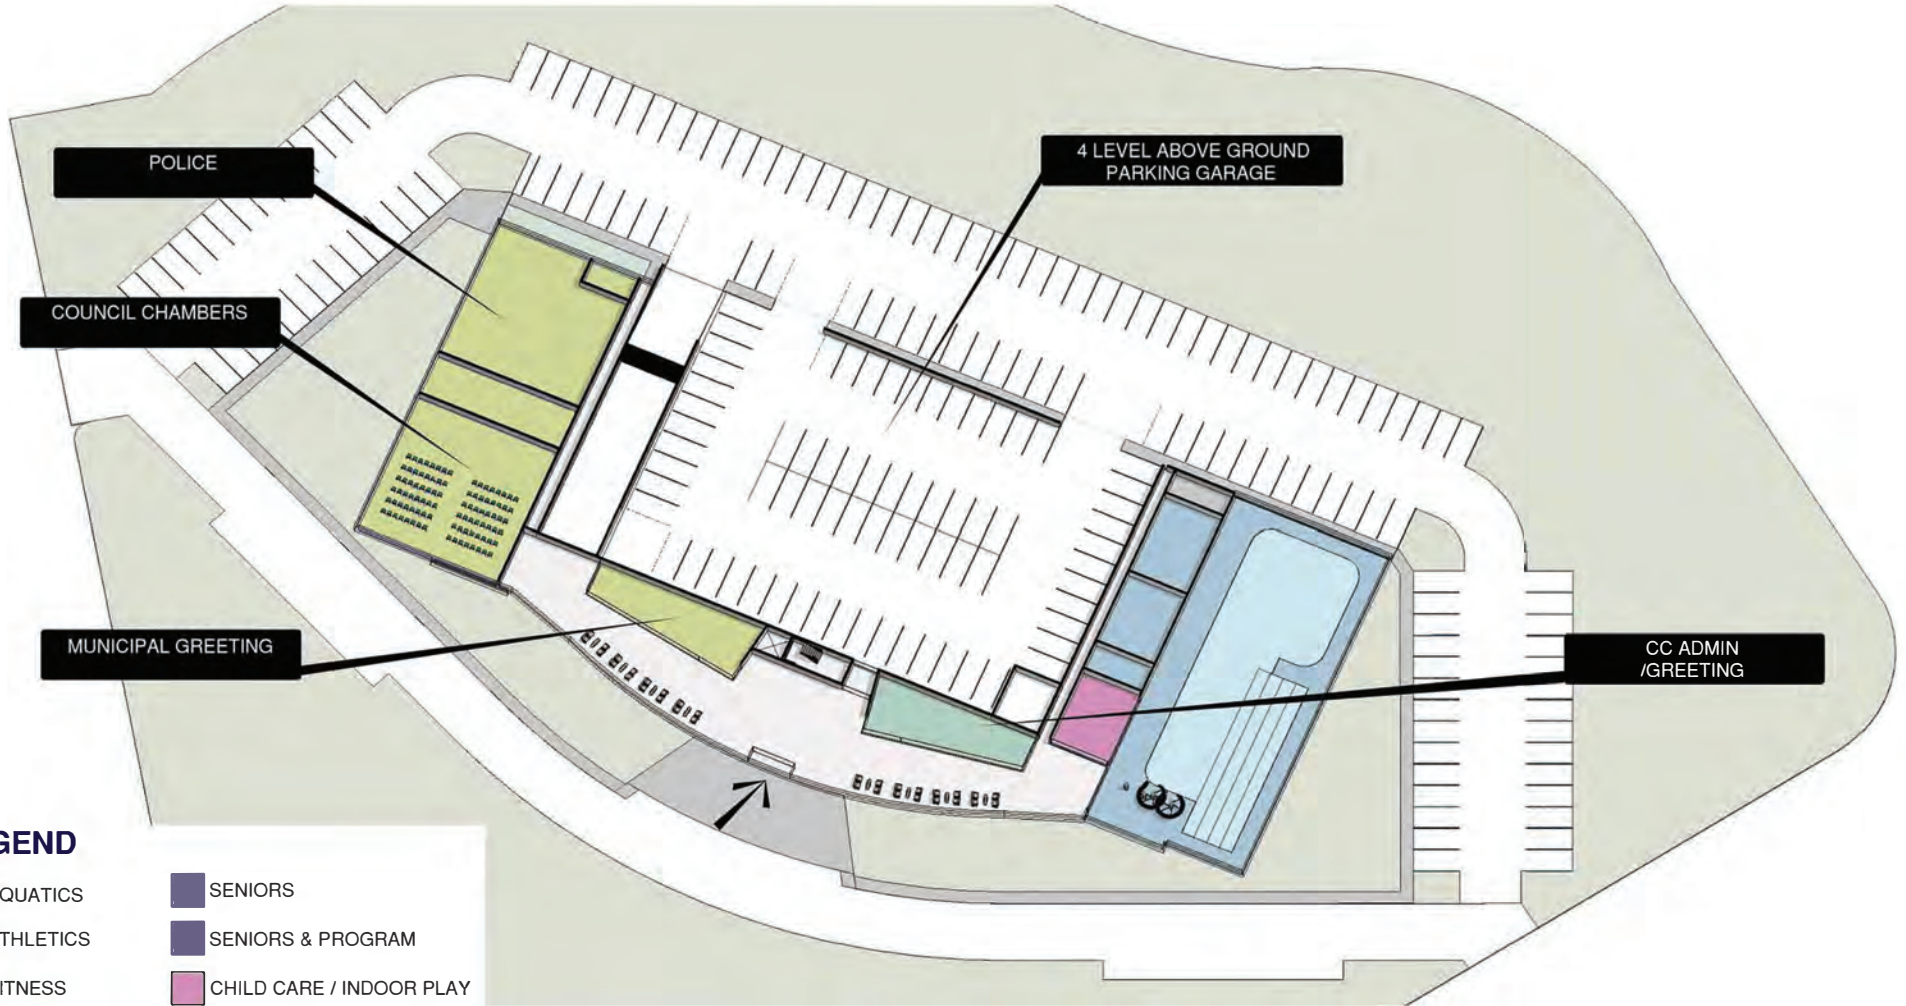 POLICE
4 LEVEL ABOVE GROUND
PARKING GARAGE
COUNCIL CHAMBERS
MUNICIPAL GREETING
CC ADMIN
/GREETING
GEND
QUATICS
SENIORS
THLETICS
SENIORS & PROGRAM
ITNESS
CHILD CARE / INDOOR PLAY